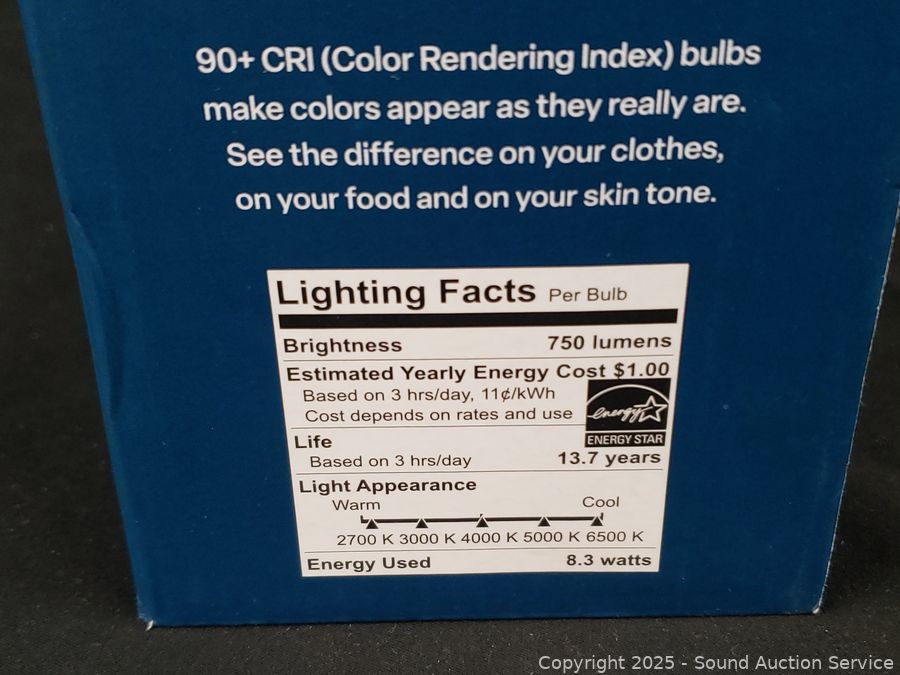 90+ CRI (Color Rendering Index) bulbs
make colors appear as they really are.
See the difference on your clothes,
on your food and on your skin tone.
Lighting Facts Per Bulb
Brightness 750 lumens
Estimated Yearly Energy Cost $1.00
Based on 3 hrs/day, 11¢/kWh
Cost depends on rates and use
energy
ENERGY STAR
Life
Based on 3 hrs/day 13.7 years
Light Appearance
Warm Cool
2700 K 3000 K 4000 K 5000 K 6500 K
Energy Used 8.3 watts
Copyright 2025 - Sound Auction Service